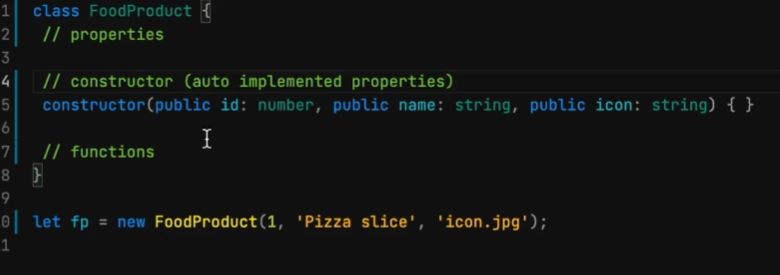 1 class FoodProduct {
2 // properties
3
4 // constructor (auto implemented properties)
5 constructor(public id: number, public name: string, public icon: string) { }
6
7 // functions
8 }
9
0 let fp = new FoodProduct(1, 'Pizza slice', 'icon.jpg');
1